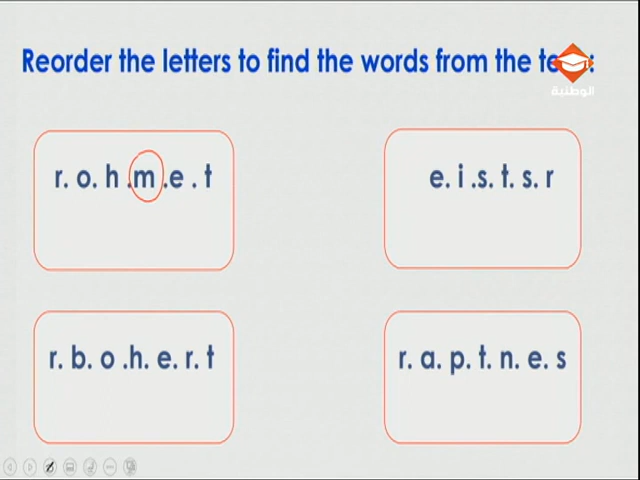 Reorder the letters to find the words from the te :
الوطنية
r. o. h .m .e . t
e. i .s. t. s. r
r. b. o .h. e. r. t
r. a. p. t. n. e. s